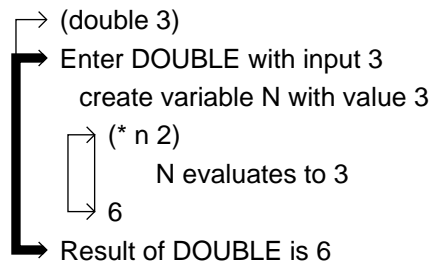 (double 3)
Enter DOUBLE with input 3
create variable N with value 3
(* n 2)
N evaluates to 3
6
Result of DOUBLE is 6